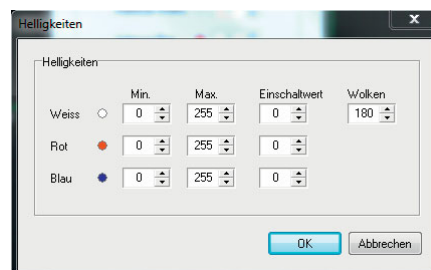 Helligkeiten
x
Helligkeiten
Min. Max. Einschaltwert Wolken
Weiss 0 255 0 180
Rot 0 255 0
Blau 0 255 0
OK Abbrechen